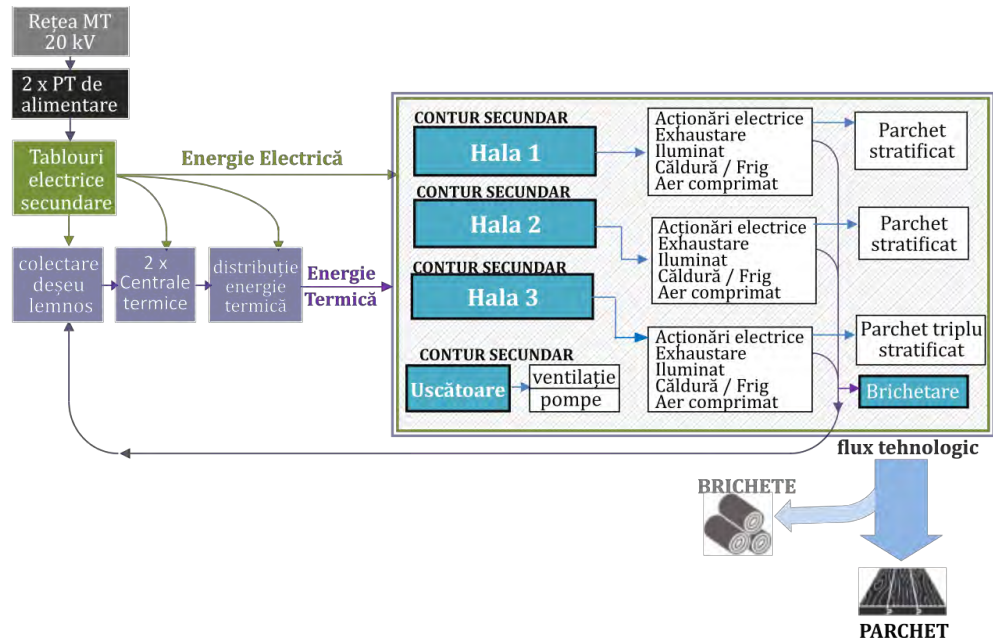 Rețea MT
20 kV
2 x PT de
alimentare
Tablouri
electrice
secundare
Energie Electrică
colectare
deșeu
lemnos
2 x
Centrale
termice
distribuție
energie
termică
Energie
Termică
CONTUR SECUNDAR
Hala 1
Acționări electrice
Exhaustare
Iluminat
Căldură / Frig
Aer comprimat
Parchet
stratificat
CONTUR SECUNDAR
Hala 2
Acționări electrice
Exhaustare
Iluminat
Căldură / Frig
Aer comprimat
Parchet
stratificat
CONTUR SECUNDAR
Hala 3
Acționări electrice
Exhaustare
Iluminat
Căldură / Frig
Aer comprimat
Parchet triplu
stratificat
CONTUR SECUNDAR
Uscătoare
ventilație
pompe
Brichetare
flux tehnologic
BRICHETE
PARCHET